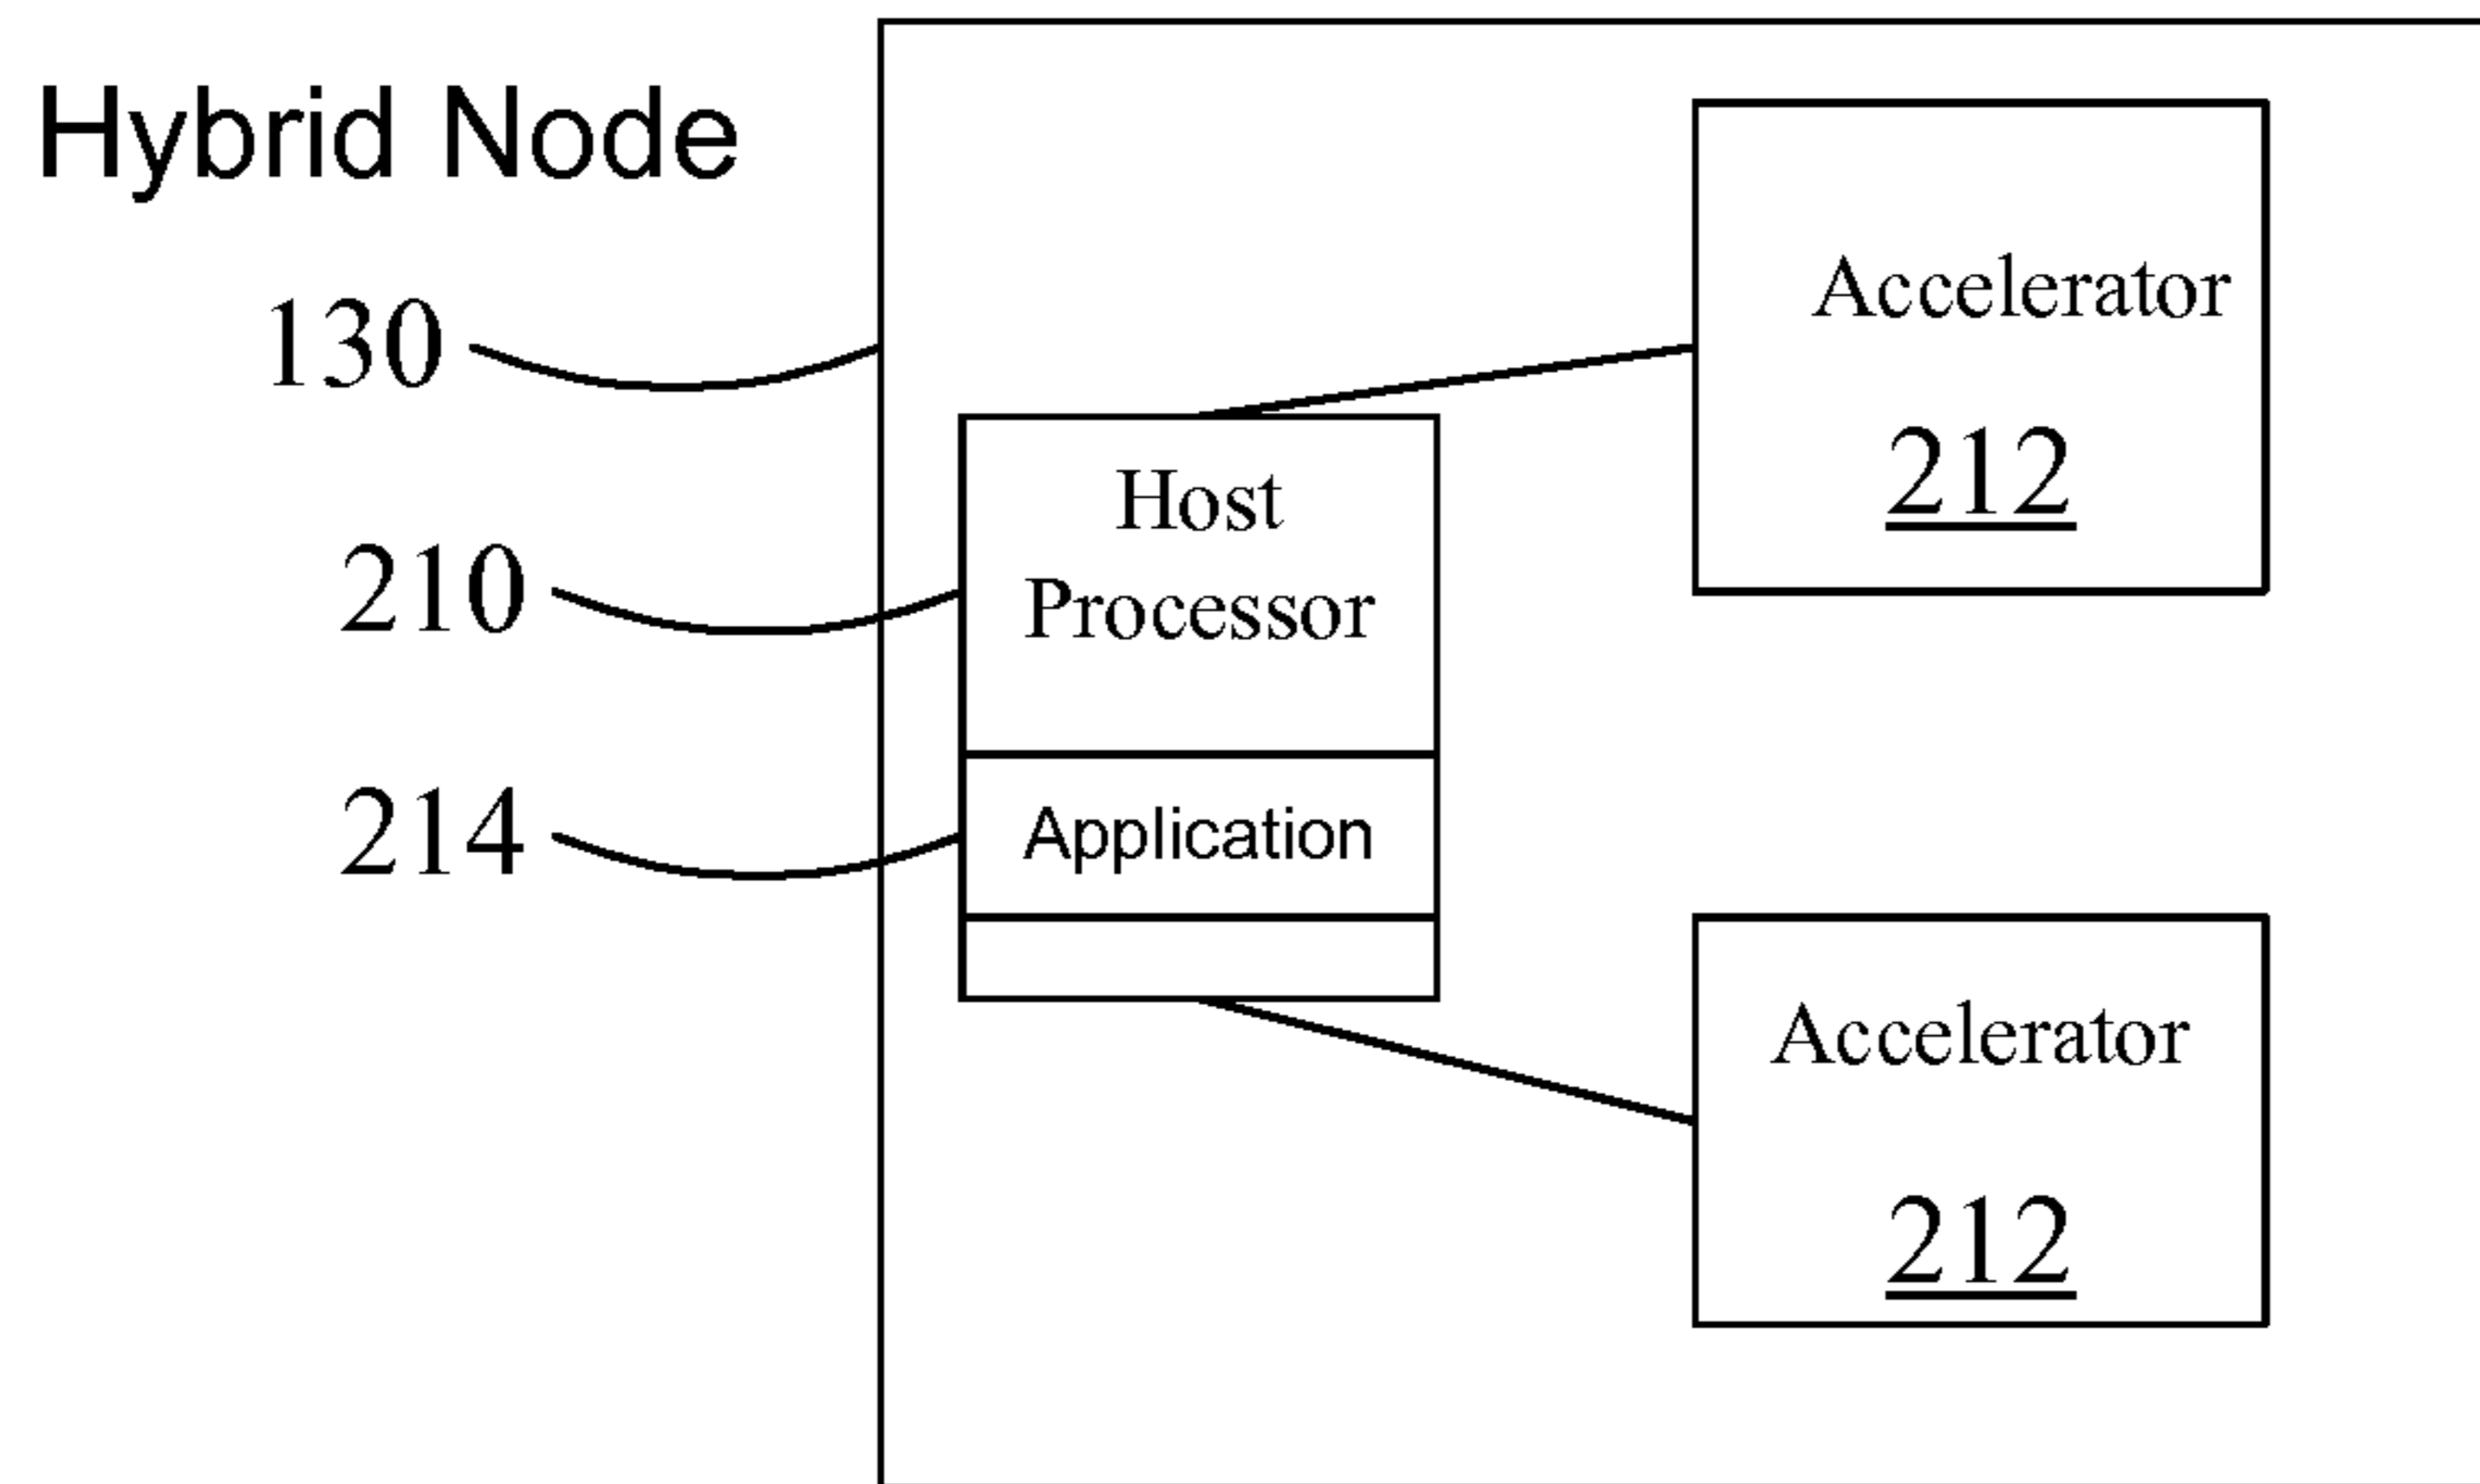 Hybrid Node
130
210
214
Host
Processor
Application
Accelerator
212
Accelerator
212